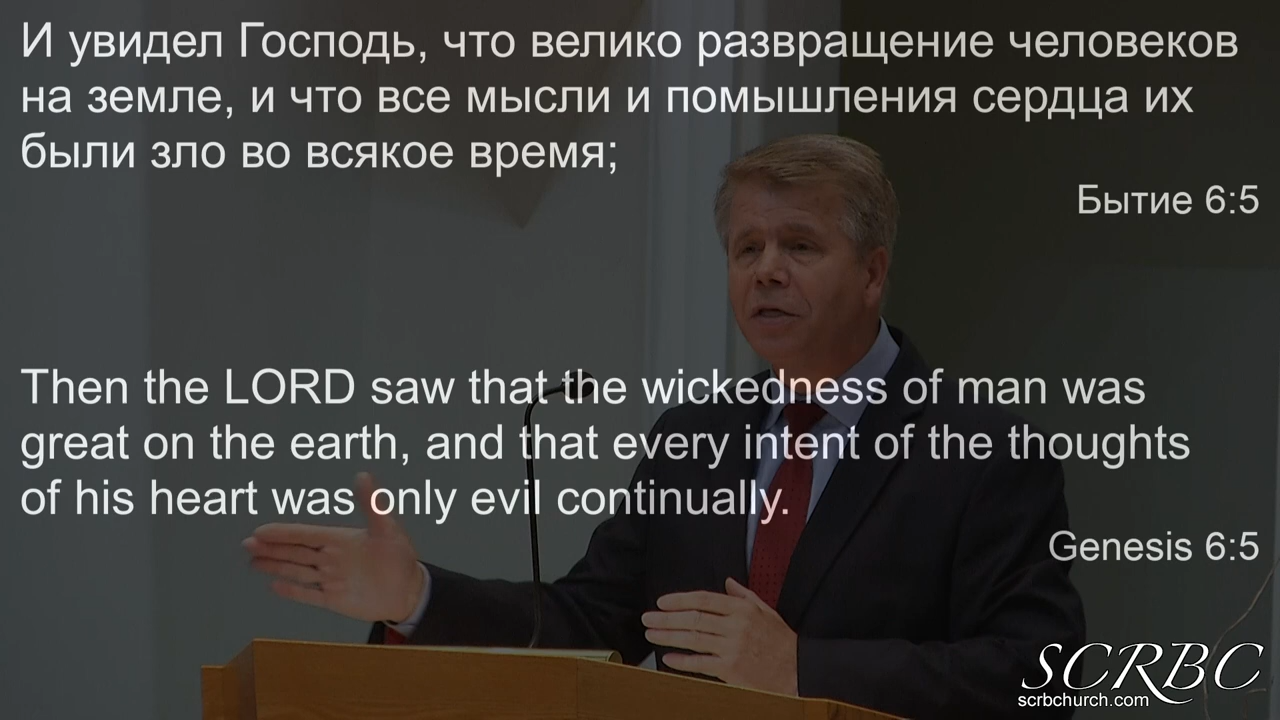 И увидел Господь, что велико развращение человеков
на земле, и что все мысли и помышления сердца их
были зло во всякое время;
Бытие 6:5
Then the LORD saw that the wickedness of man was
great on the earth, and that every intent of the thoughts
of his heart was only evil continually.
Genesis 6:5
SCRBC
scrbchurch.com